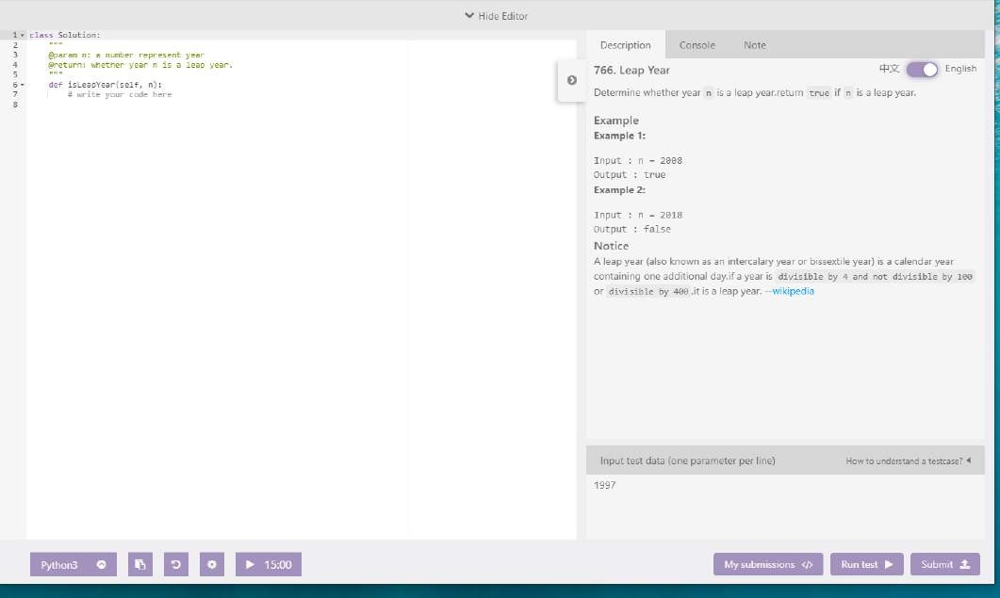 Hide Editor
1 class Solution:
2 """
3 @param n: a number represent year
4 @return: whether year n is a leap year.
5 """
6 def isLeapYear(self, n):
7 # write your code here
8
Description Console Note
766. Leap Year 中文 English
Determine whether year n is a leap year.return true if n is a leap year.
Example
Example 1:
Input : n = 2008
Output : true
Example 2:
Input : n = 2018
Output : false
Notice
A leap year (also known as an intercalary year or bissextile year) is a calendar year
containing one additional day.if a year is divisible by 4 and not divisible by 100
or divisible by 400 .it is a leap year. --wikipedia
Input test data (one parameter per line) How to understand a testcase?
1997
Python3 15:00 My submissions </> Run test Submit